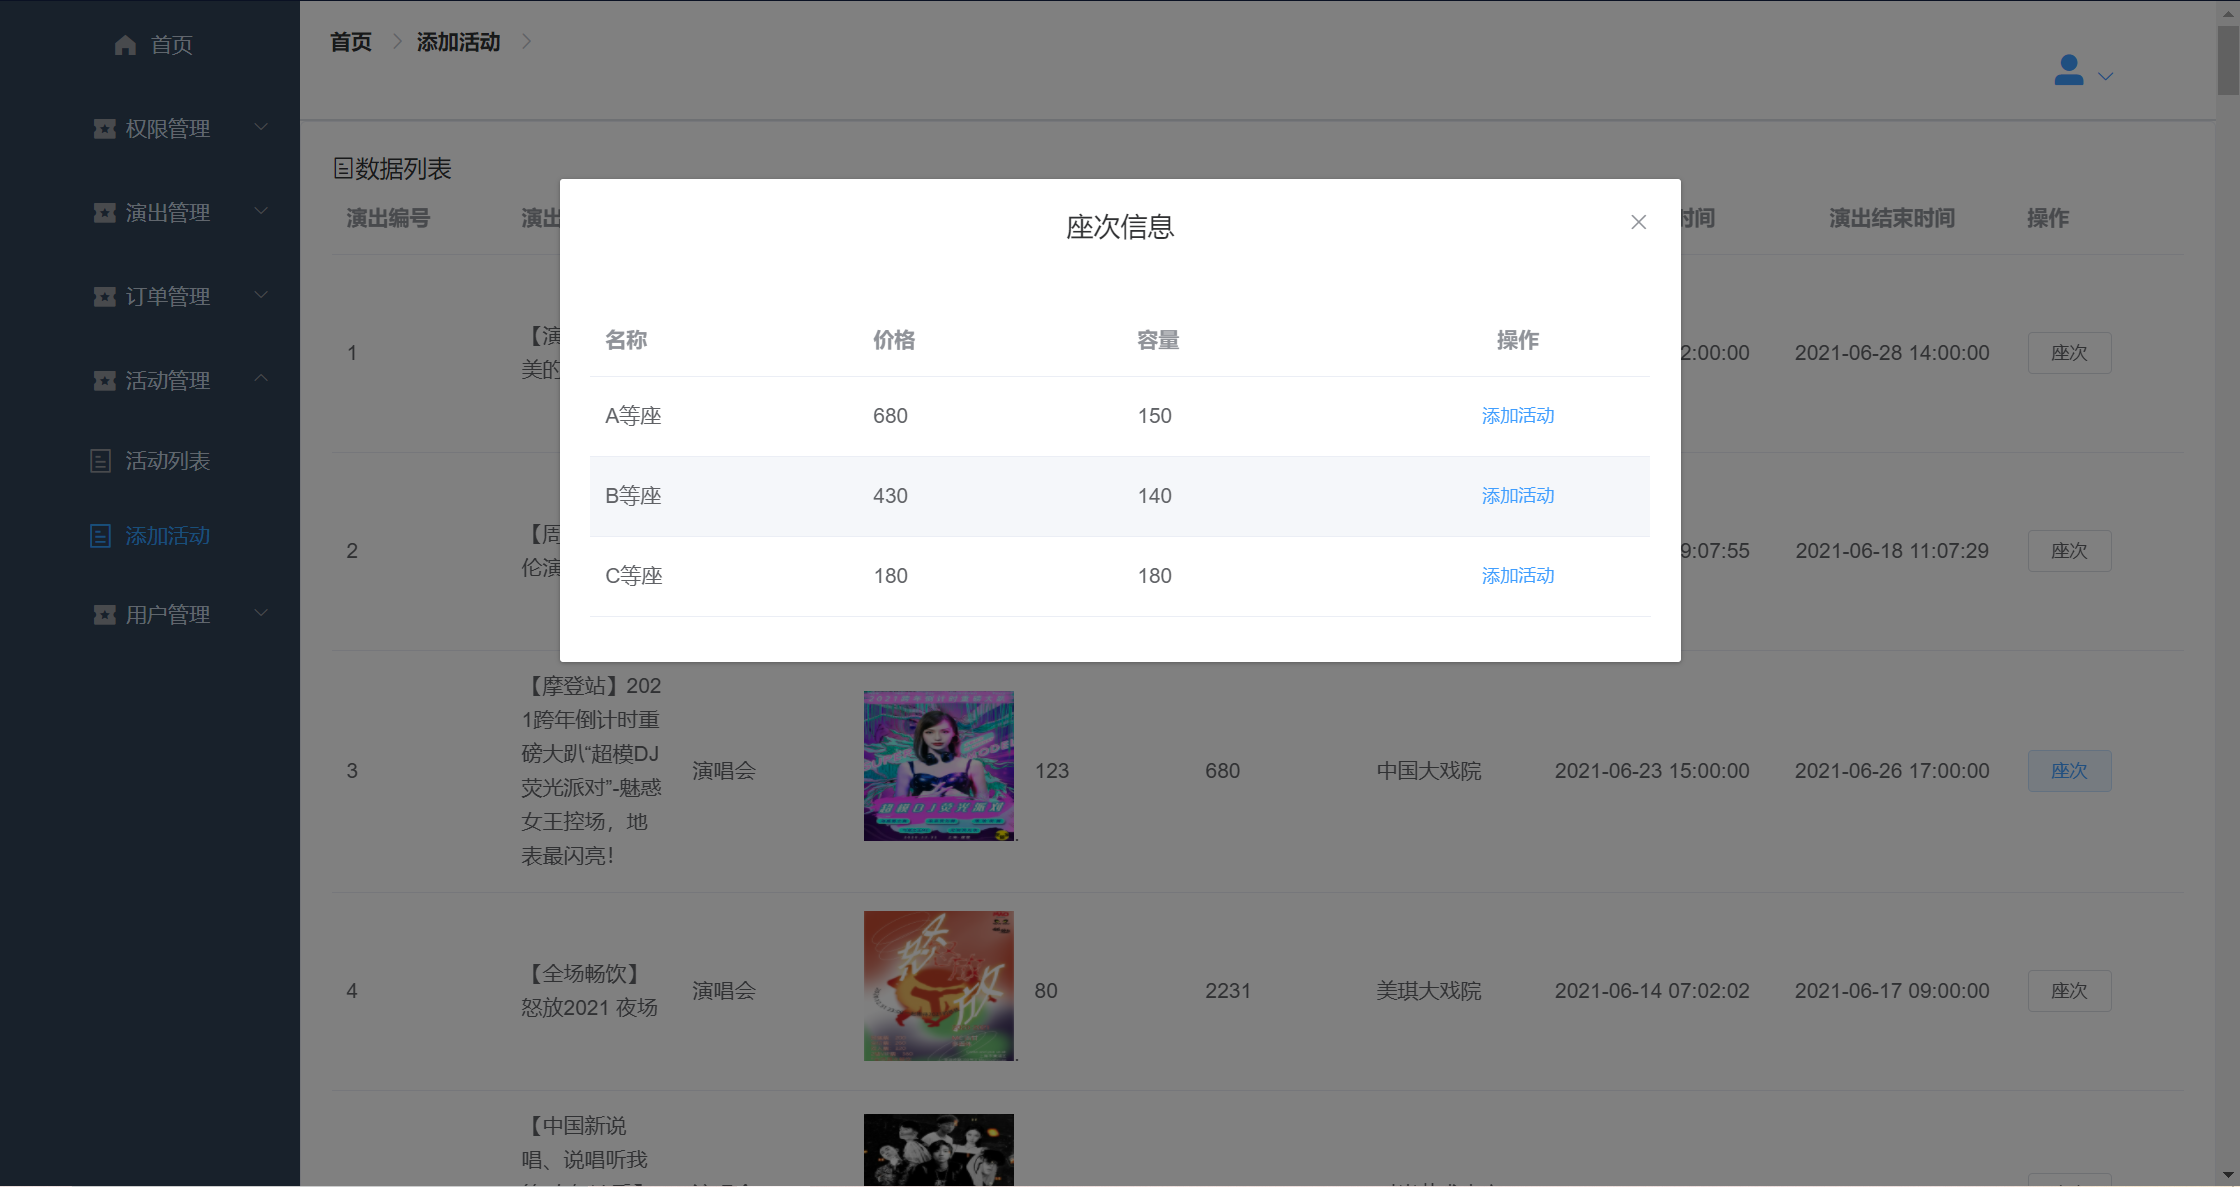 首页
权限管理
演出管理
订单管理
活动管理
活动列表
添加活动
用户管理
首页
添加活动
数据列表
演出编号 演出 时间 演出结束时间 操作
座次信息
名称 价格 容量 操作
A等座 680 150 添加活动
B等座 430 140 添加活动
C等座 180 180 添加活动
1
【演
美的
2:00:00 2021-06-28 14:00:00 座次
2
【周
伦演
9:07:55 2021-06-18 11:07:29 座次
3
【摩登站】202
1跨年倒计时重
磅大趴“超模DJ
荧光派对”-魅惑
女王控场，地
表最闪亮！
演唱会
超模DJ荧光派对
123 680 中国大戏院 2021-06-23 15:00:00 2021-06-26 17:00:00 座次
4
【全场畅饮】
怒放2021 夜场
演唱会
怒放
80 2231 美琪大戏院 2021-06-14 07:02:02 2021-06-17 09:00:00 座次
【中国新说
唱、说唱听我